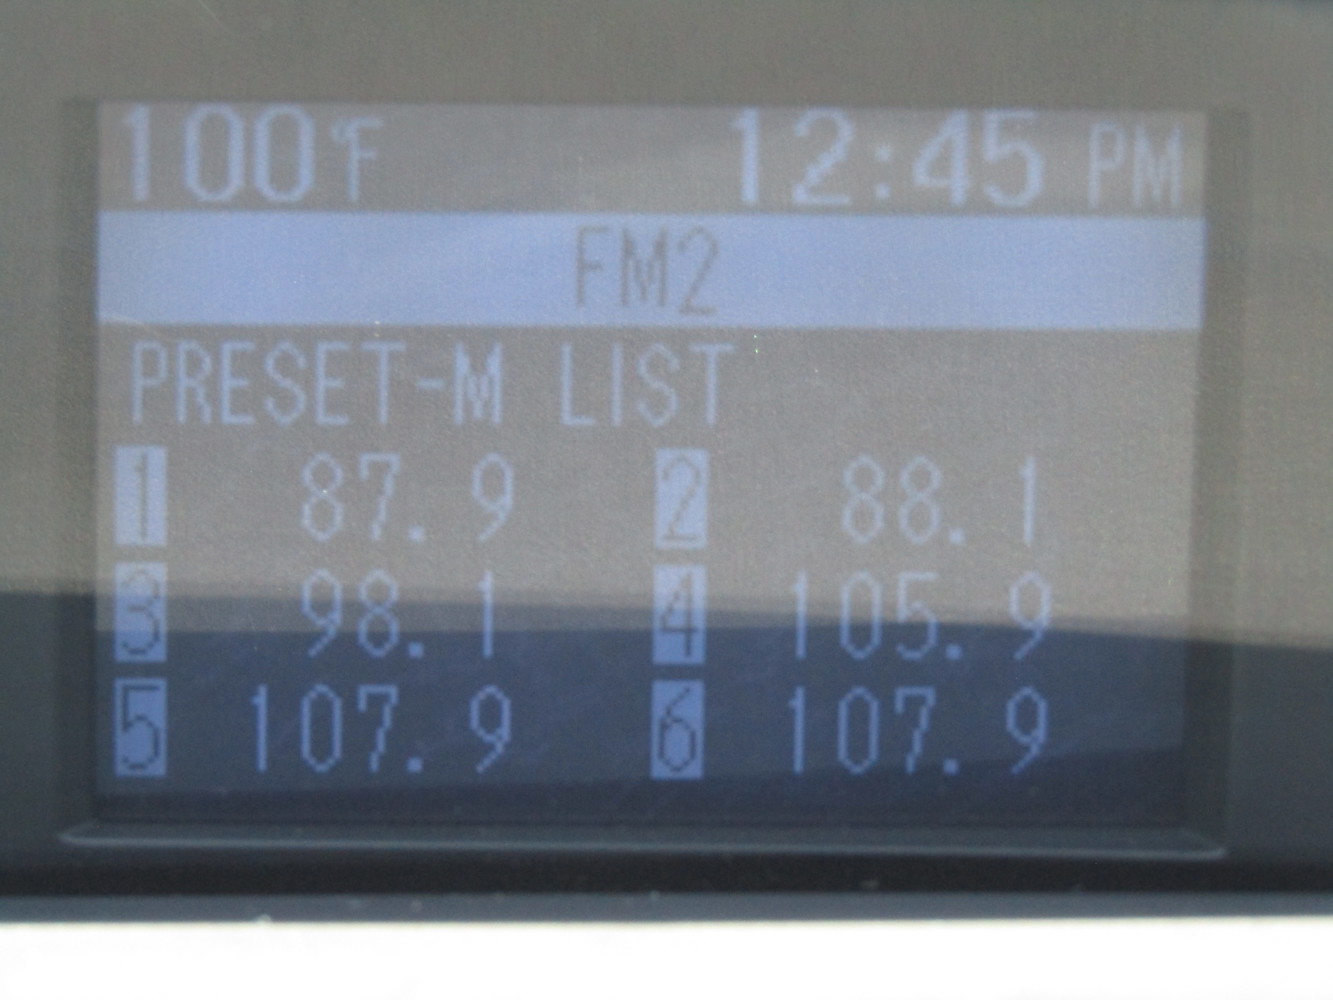 100°F 12:45 PM
FM2
PRESET-M LIST
1 87.9 2 88.1
3 98.1 4 105.9
5 107.9 6 107.9